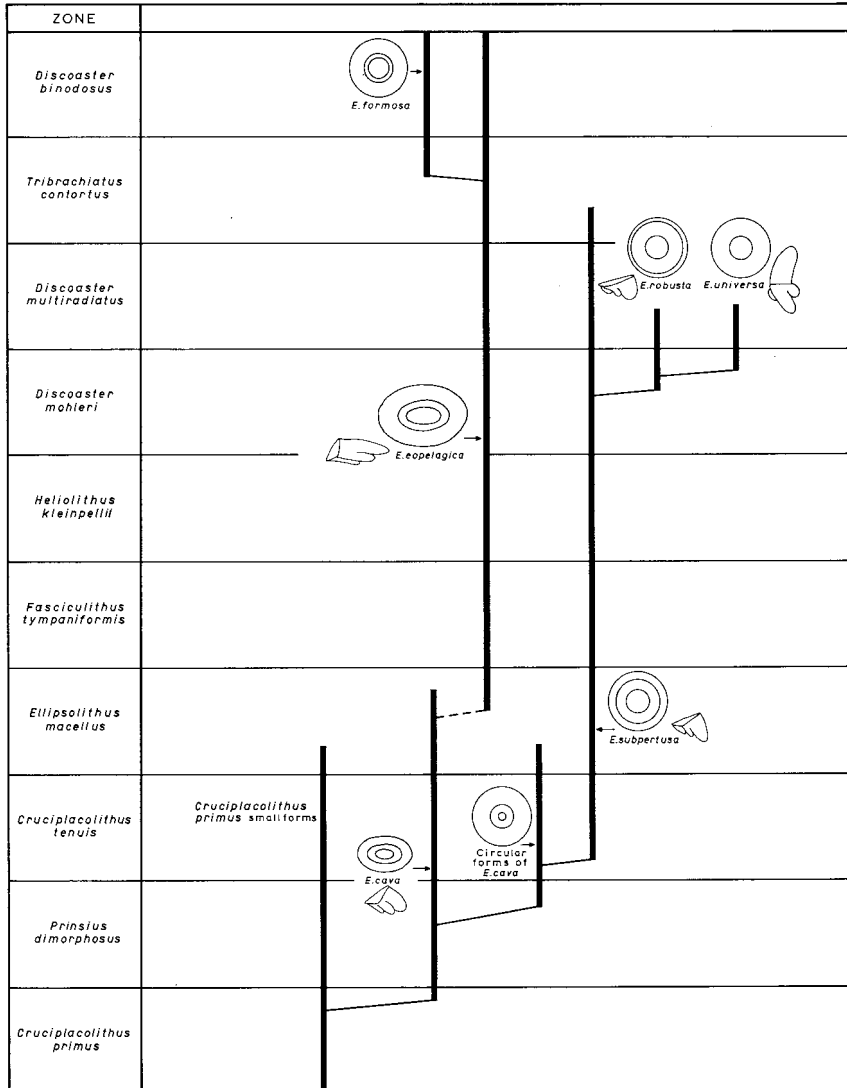 ZONE
Discoaster
binodosus
E.formosa
Tribrachiatus
contortus
Discoaster
multiradiatus
E.robusta
E.universa
Discoaster
mohleri
E.eopelagica
Heliolithus
kleinpellii
Fasciculithus
tympaniformis
Ellipsolithus
macellus
E.subpertusa
Cruciplacolithus
tenuis
Cruciplacolithus
primus small forms
E.cava
Circular
forms of
E.cava
Prinsius
dimorphosus
Cruciplacolithus
primus